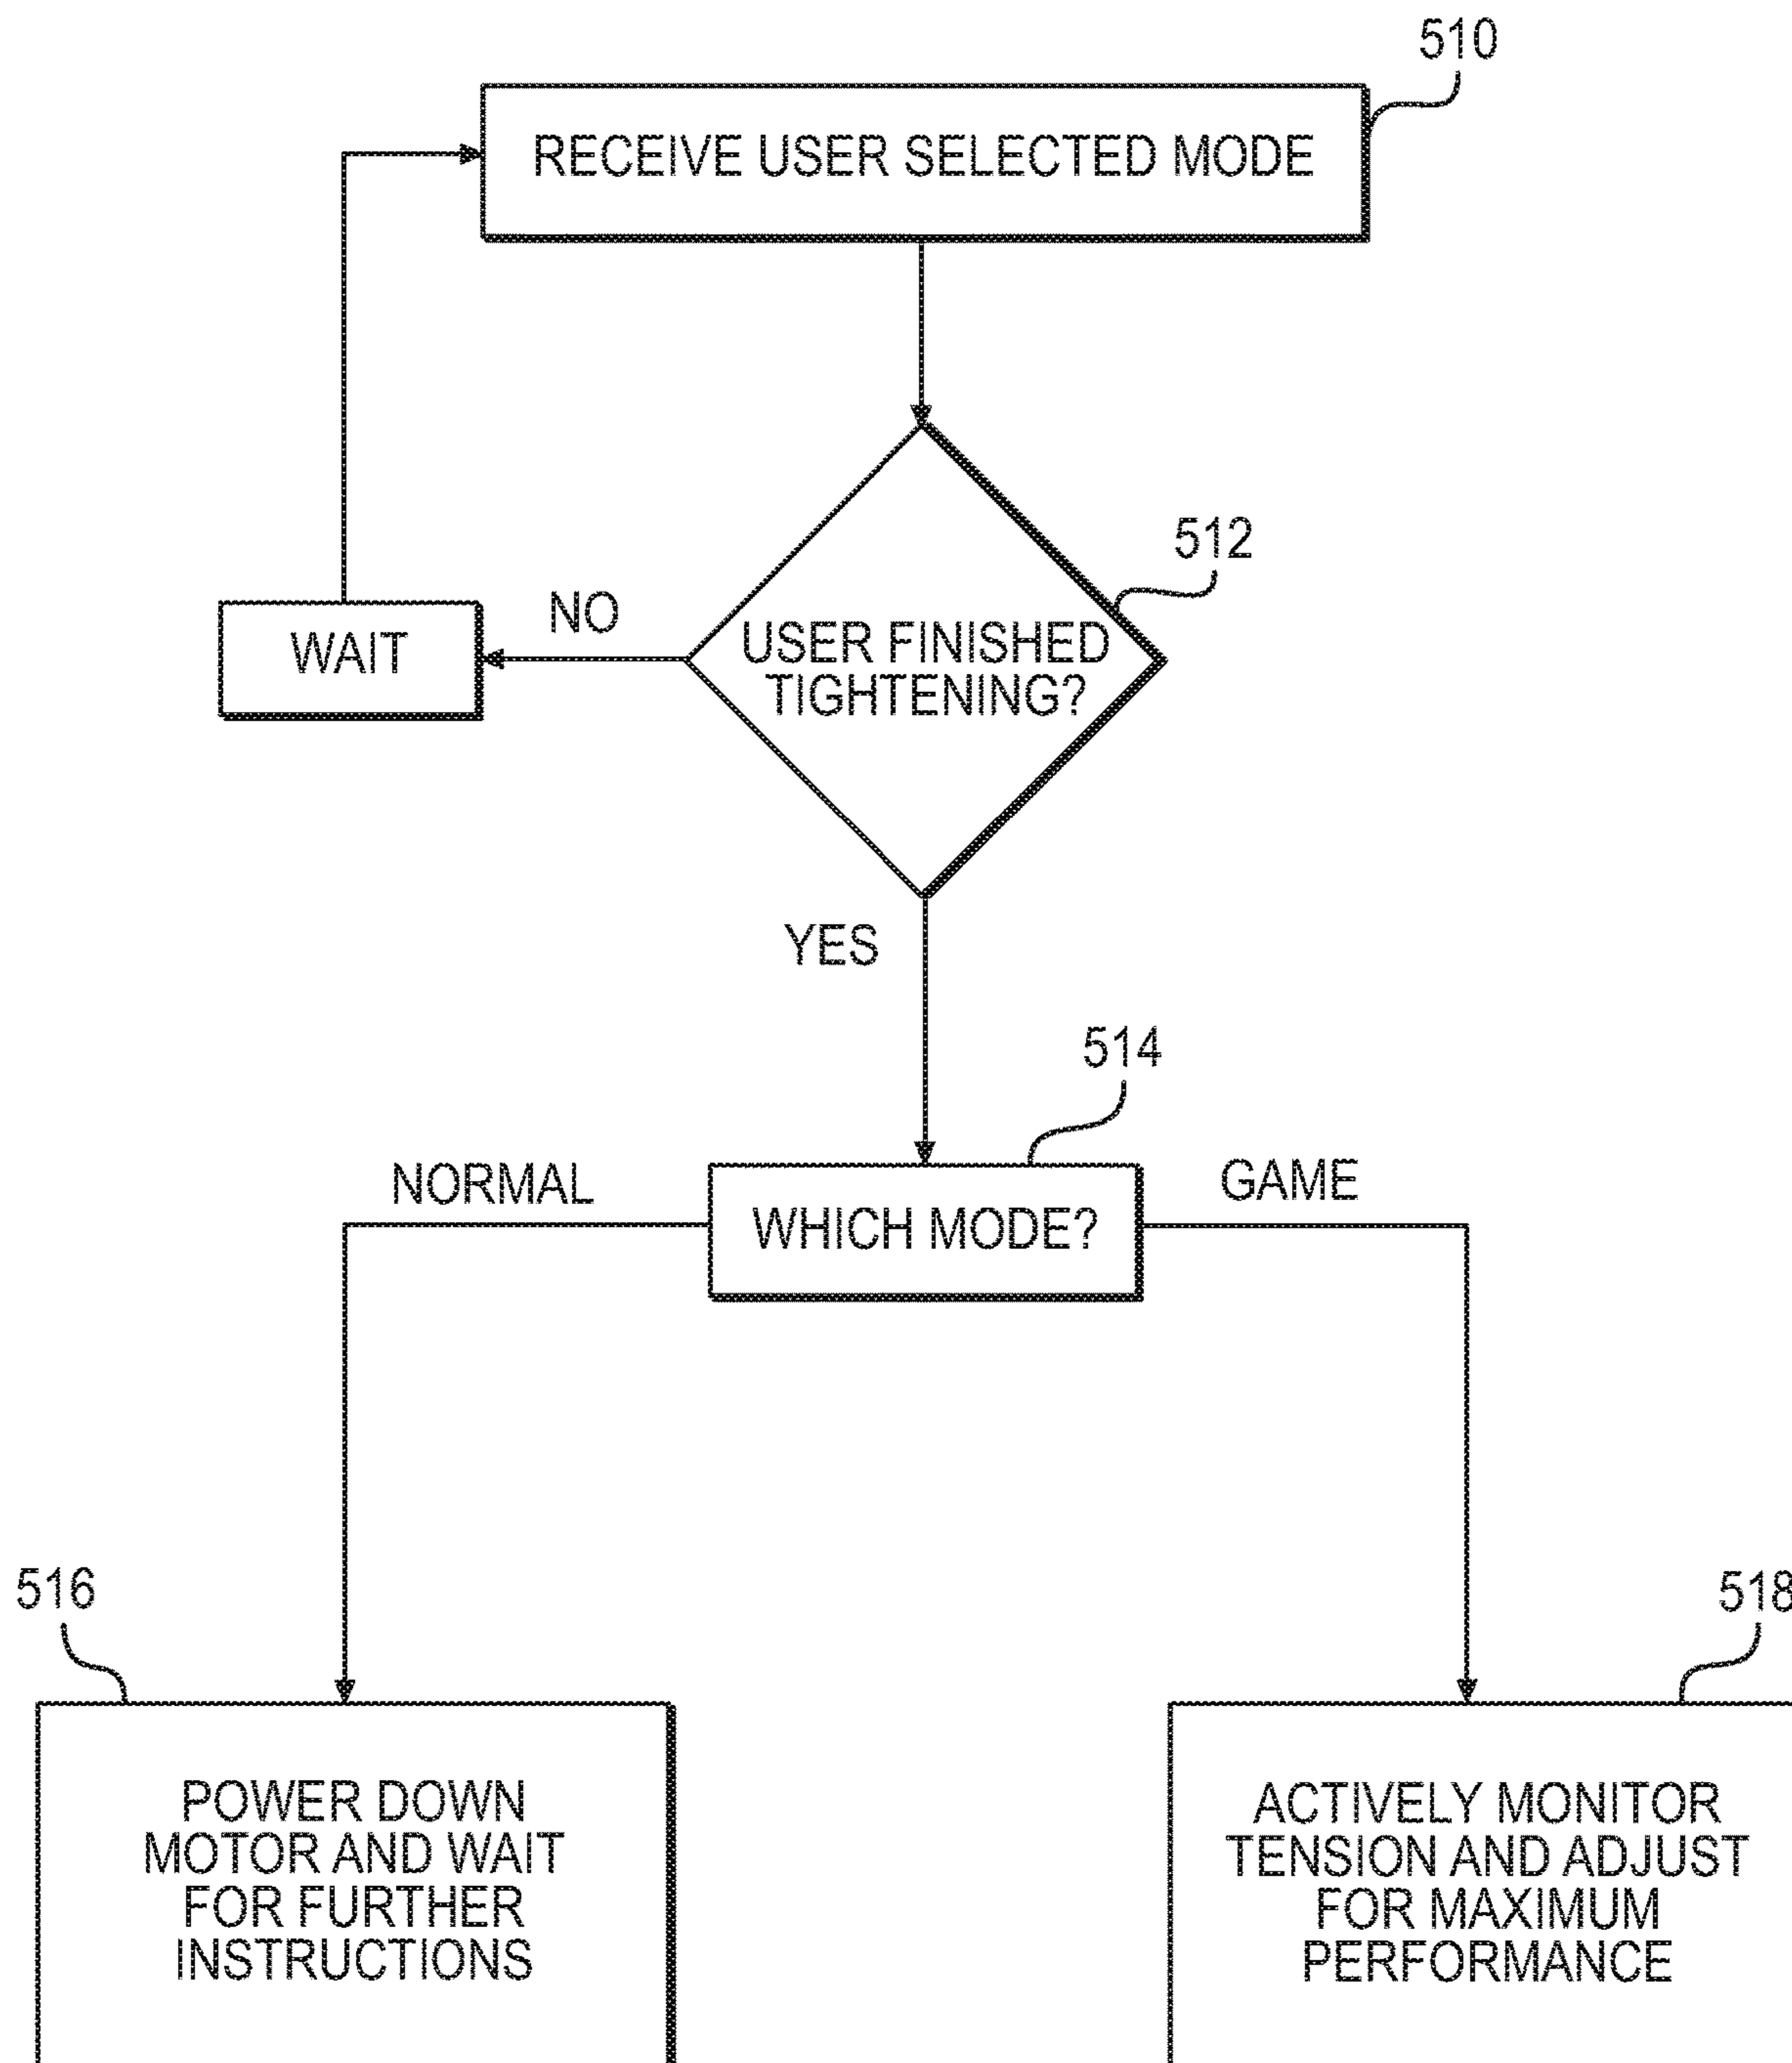 510
RECEIVE USER SELECTED MODE
512
NO
WAIT
USER FINISHED
TIGHTENING?
YES
514
NORMAL
WHICH MODE?
GAME
516
518
POWER DOWN
MOTOR AND WAIT
FOR FURTHER
INSTRUCTIONS
ACTIVELY MONITOR
TENSION AND ADJUST
FOR MAXIMUM
PERFORMANCE